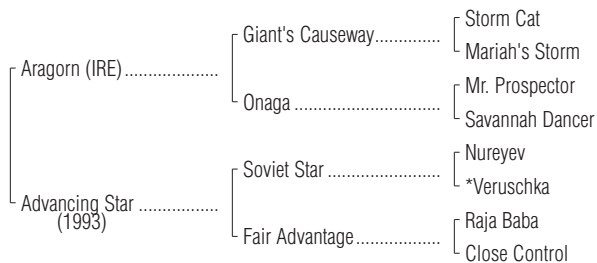 Storm Cat
Giant's Causeway
Mariah's Storm
Aragorn (IRE)
Mr. Prospector
Onaga
Savannah Dancer
Nureyev
Soviet Star
*Veruschka
Advancing Star
(1993)
Raja Baba
Fair Advantage
Close Control